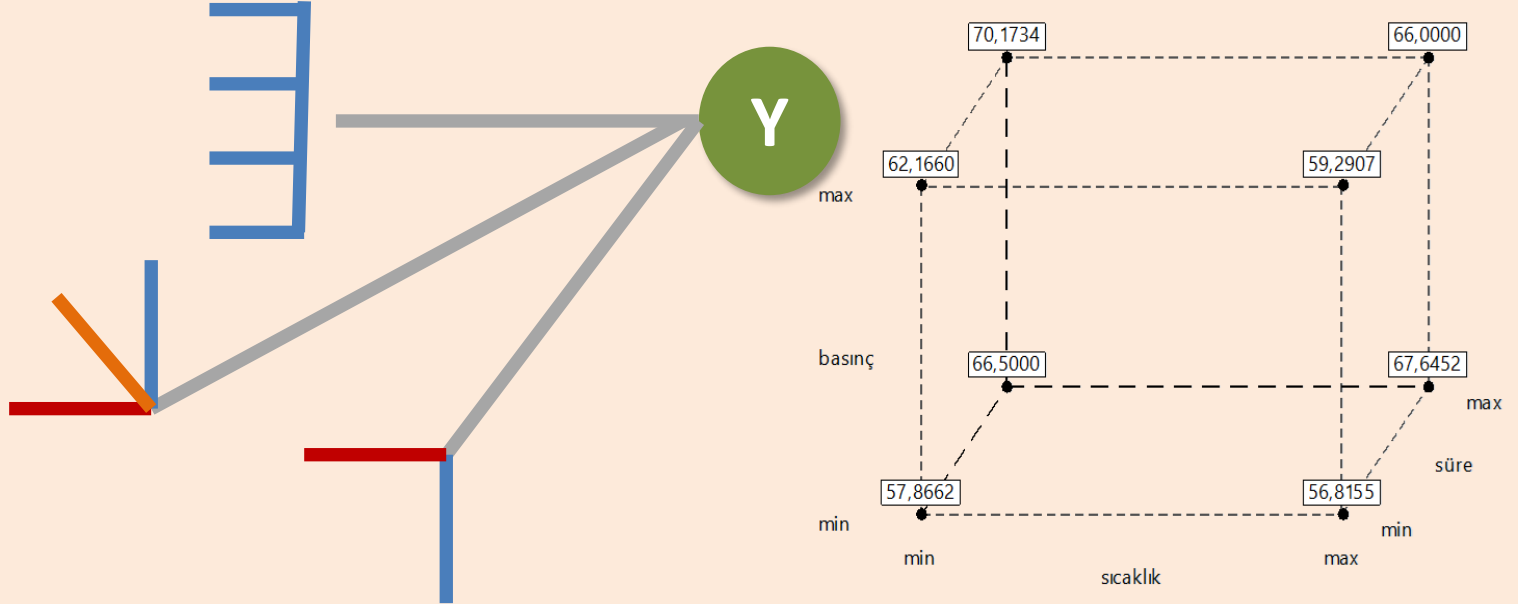 Y
70,1734
66,0000
62,1660
59,2907
max
basınç
66,5000
67,6452
max
süre
57,8662
56,8155
min
min
min
max
sıcaklık